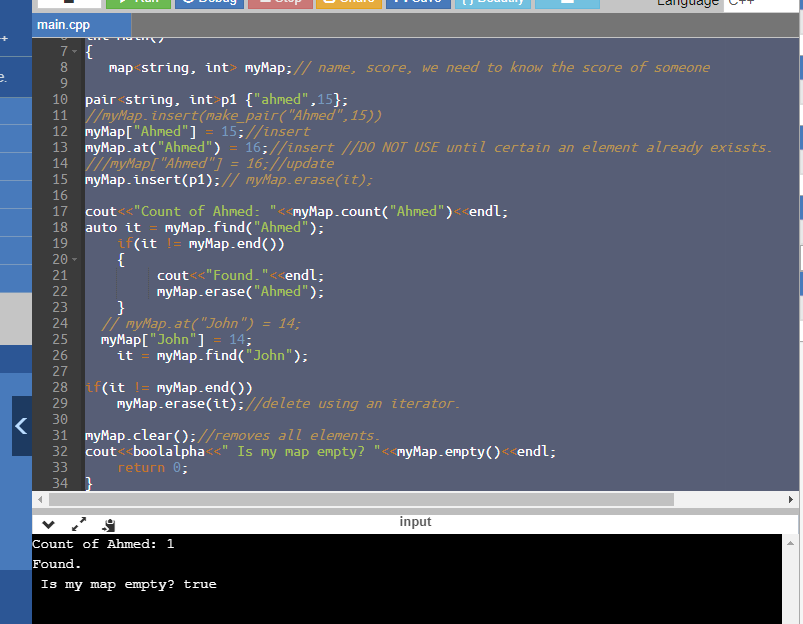 Run Debug Stop Share Save { } Beautify Language C++
main.cpp
6 int main()
7 {
8 map<string, int> myMap;// name, score, we need to know the score of someone
9
10 pair<string, int>p1 {"ahmed",15};
11 //myMap.insert(make_pair("Ahmed",15))
12 myMap["Ahmed"] = 15;//insert
13 myMap.at("Ahmed") = 16;//insert //DO NOT USE until certain an element already exissts.
14 ///myMap["Ahmed"] = 16;//update
15 myMap.insert(p1);// myMap.erase(it);
16
17 cout<<"Count of Ahmed: "<<myMap.count("Ahmed")<<endl;
18 auto it = myMap.find("Ahmed");
19 if(it != myMap.end())
20 {
21 cout<<"Found."<<endl;
22 myMap.erase("Ahmed");
23 }
24 // myMap.at("John") = 14;
25 myMap["John"] = 14;
26 it = myMap.find("John");
27
28 if(it != myMap.end())
29 myMap.erase(it);//delete using an iterator.
30
31 myMap.clear();//removes all elements.
32 cout<<boolalpha<<" Is my map empty? "<<myMap.empty()<<endl;
33 return 0;
34 }
input
Count of Ahmed: 1
Found.
Is my map empty? true